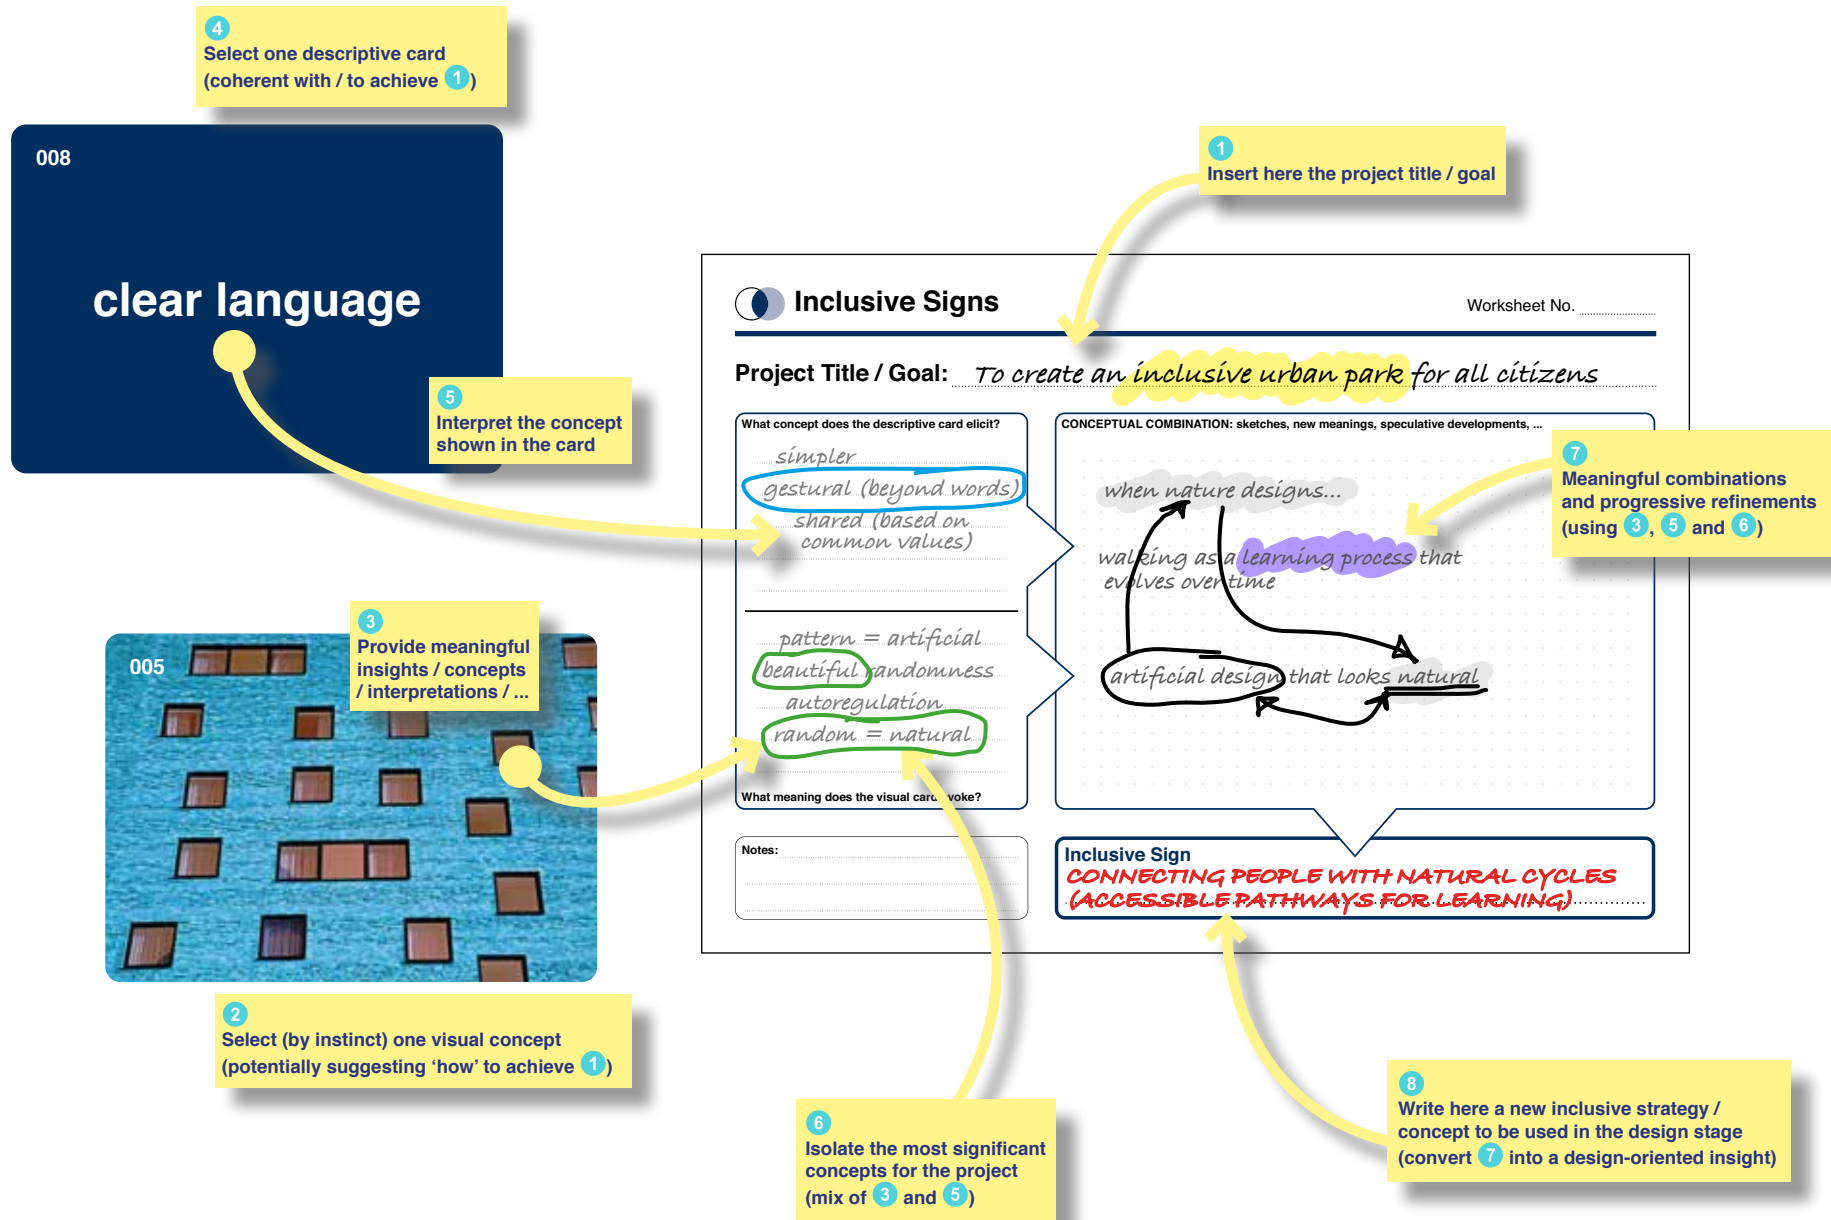 4
Select one descriptive card
(coherent with / to achieve 1)
008
clear language
1
Insert here the project title / goal
Inclusive Signs
Worksheet No.
Project Title / Goal: To create an inclusive urban park for all citizens
5
Interpret the concept
shown in the card
What concept does the descriptive card elicit?
simpler
gestural (beyond words)
shared (based on
common values)
pattern = artificial
beautiful randomness
autoregulation
random = natural
What meaning does the visual card evoke?
CONCEPTUAL COMBINATION: sketches, new meanings, speculative developments, ...
when nature designs...
walking as a learning process that
evolves over time
artificial design that looks natural
7
Meaningful combinations
and progressive refinements
(using 3, 5 and 6)
3
Provide meaningful
insights / concepts
/ interpretations / ...
005
Notes:
Inclusive Sign
CONNECTING PEOPLE WITH NATURAL CYCLES
(ACCESSIBLE PATHWAYS FOR LEARNING)
2
Select (by instinct) one visual concept
(potentially suggesting ‘how’ to achieve 1)
6
Isolate the most significant
concepts for the project
(mix of 3 and 5)
8
Write here a new inclusive strategy /
concept to be used in the design stage
(convert 7 into a design-oriented insight)